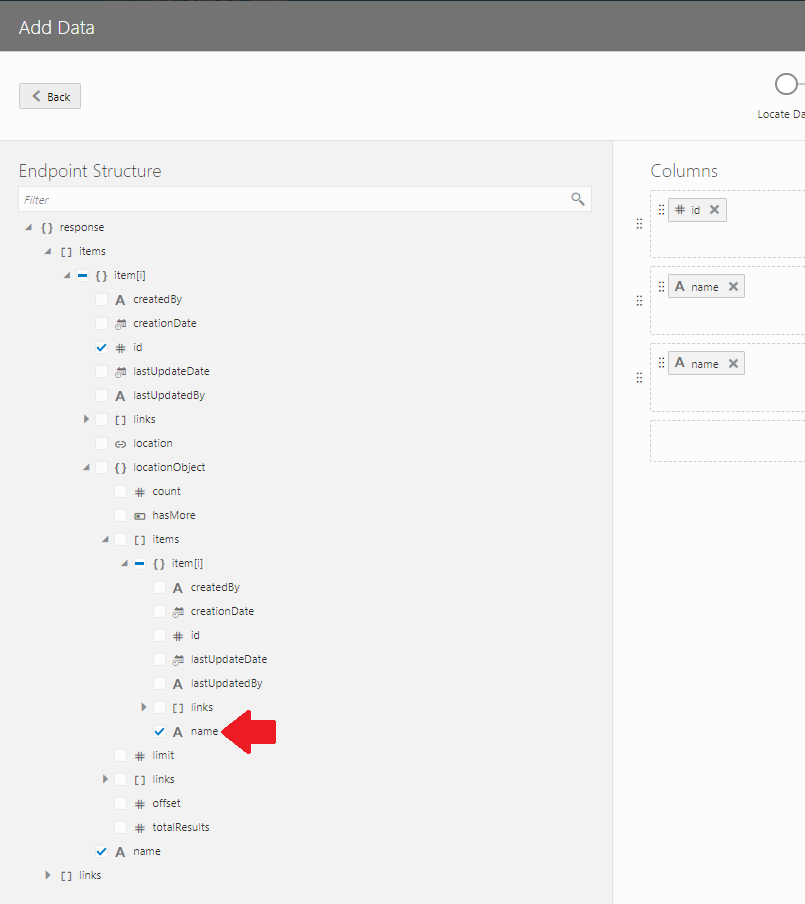 Add Data
Back
Locate Da
Endpoint Structure
Filter
{ } response
[ ] items
{ } item[i]
A createdBy
creationDate
# id
lastUpdateDate
A lastUpdatedBy
[ ] links
location
{ } locationObject
# count
hasMore
[ ] items
{ } item[i]
A createdBy
creationDate
# id
lastUpdateDate
A lastUpdatedBy
[ ] links
A name
# limit
[ ] links
# offset
# totalResults
A name
[ ] links
Columns
# id
A name
A name